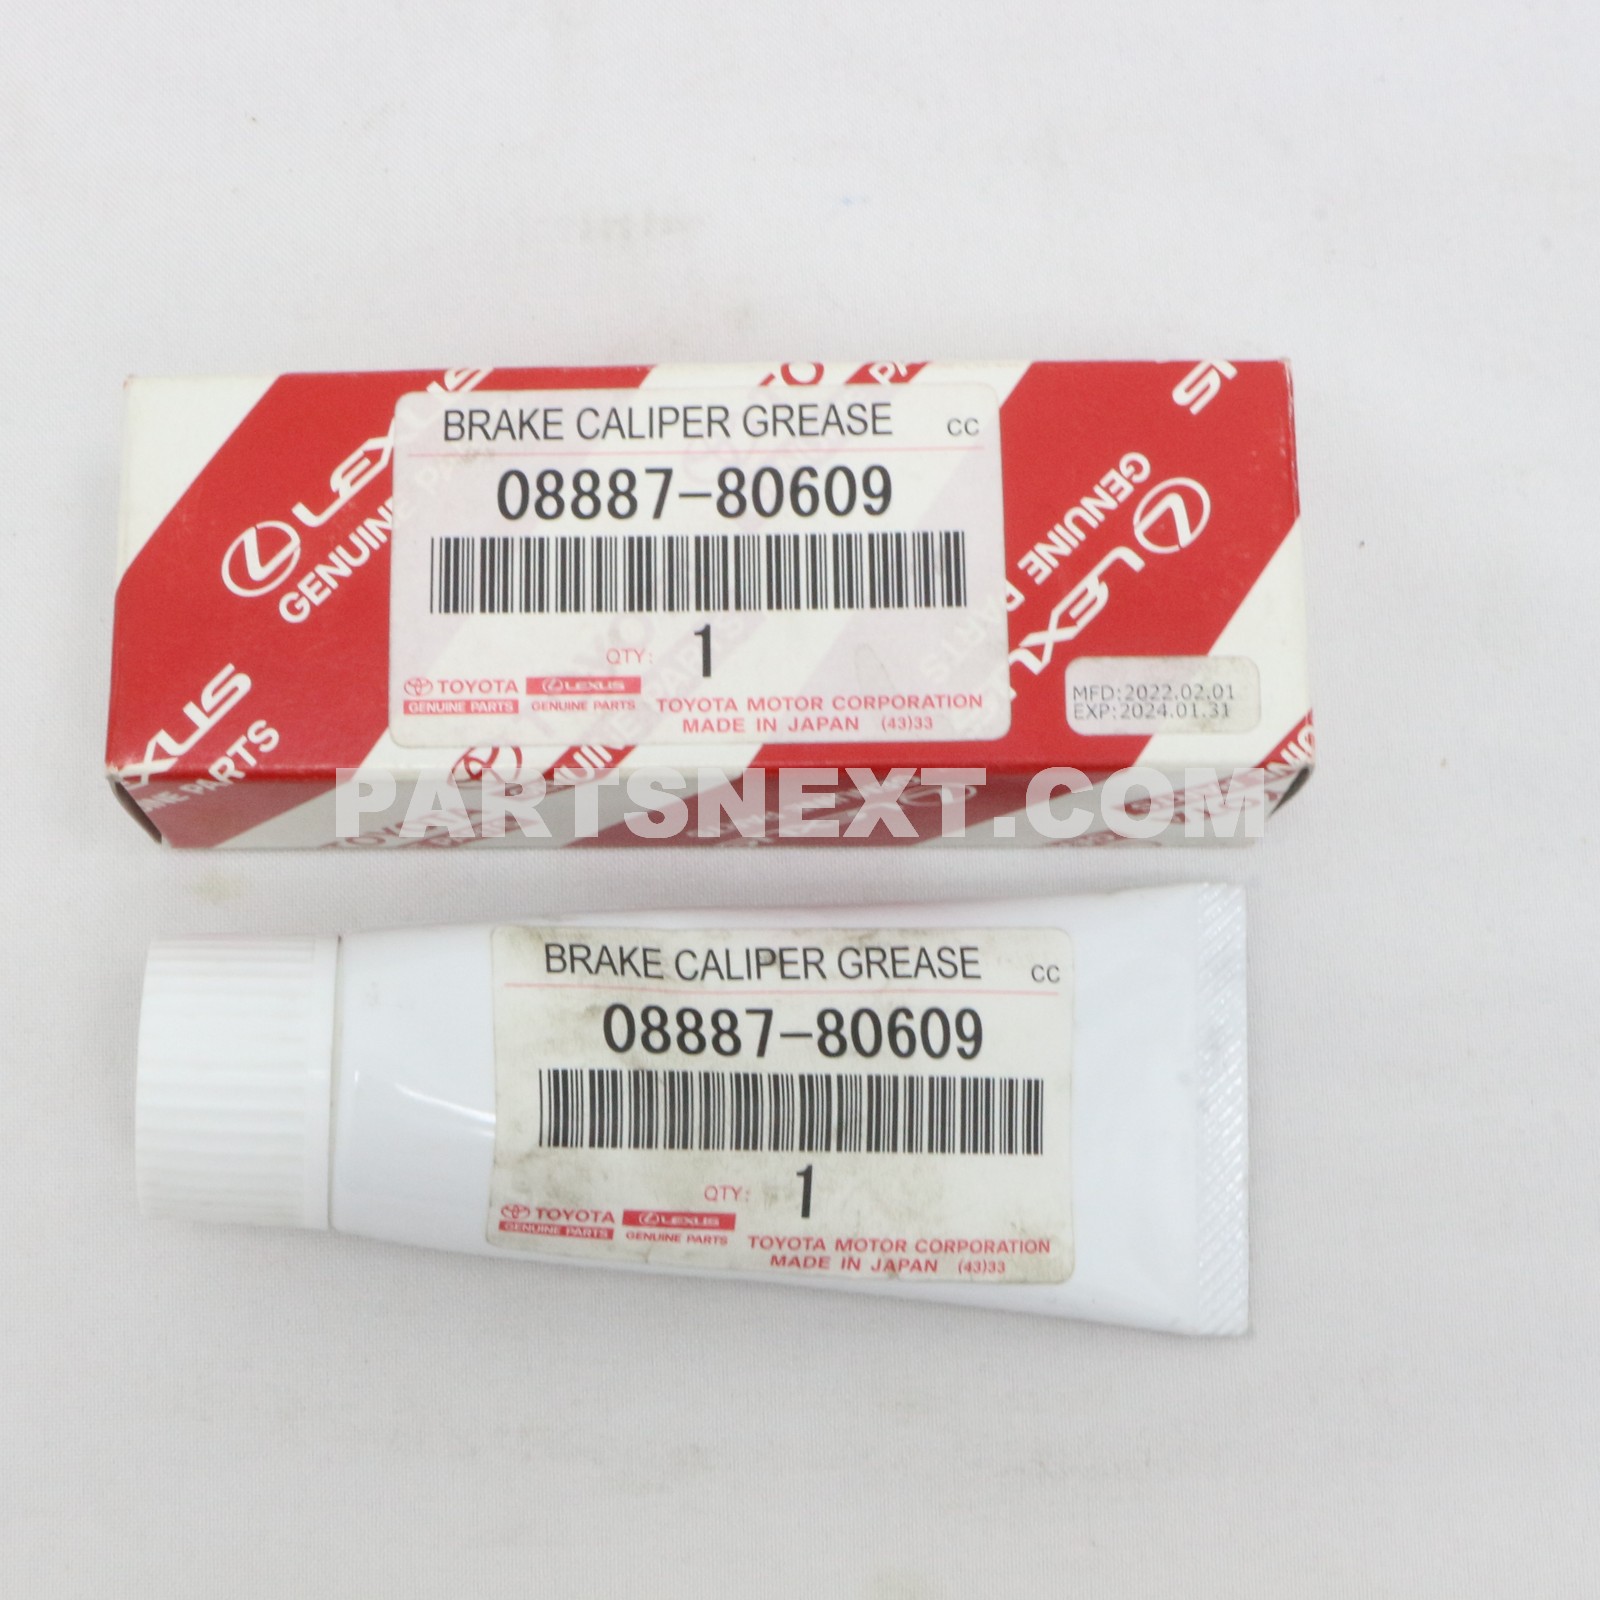 LEXUS
GENUINE PARTS
BRAKE CALIPER GREASE CC
08887-80609
QTY: 1
TOYOTA LEXUS
GENUINE PARTS GENUINE PARTS
TOYOTA MOTOR CORPORATION
MADE IN JAPAN (43)33
LEXUS
GENUINE PARTS
MFD:2022.02.01
EXP:2024.01.31
PARTSNEXT.COM
BRAKE CALIPER GREASE CC
08887-80609
QTY: 1
TOYOTA LEXUS
GENUINE PARTS GENUINE PARTS
TOYOTA MOTOR CORPORATION
MADE IN JAPAN (43)33